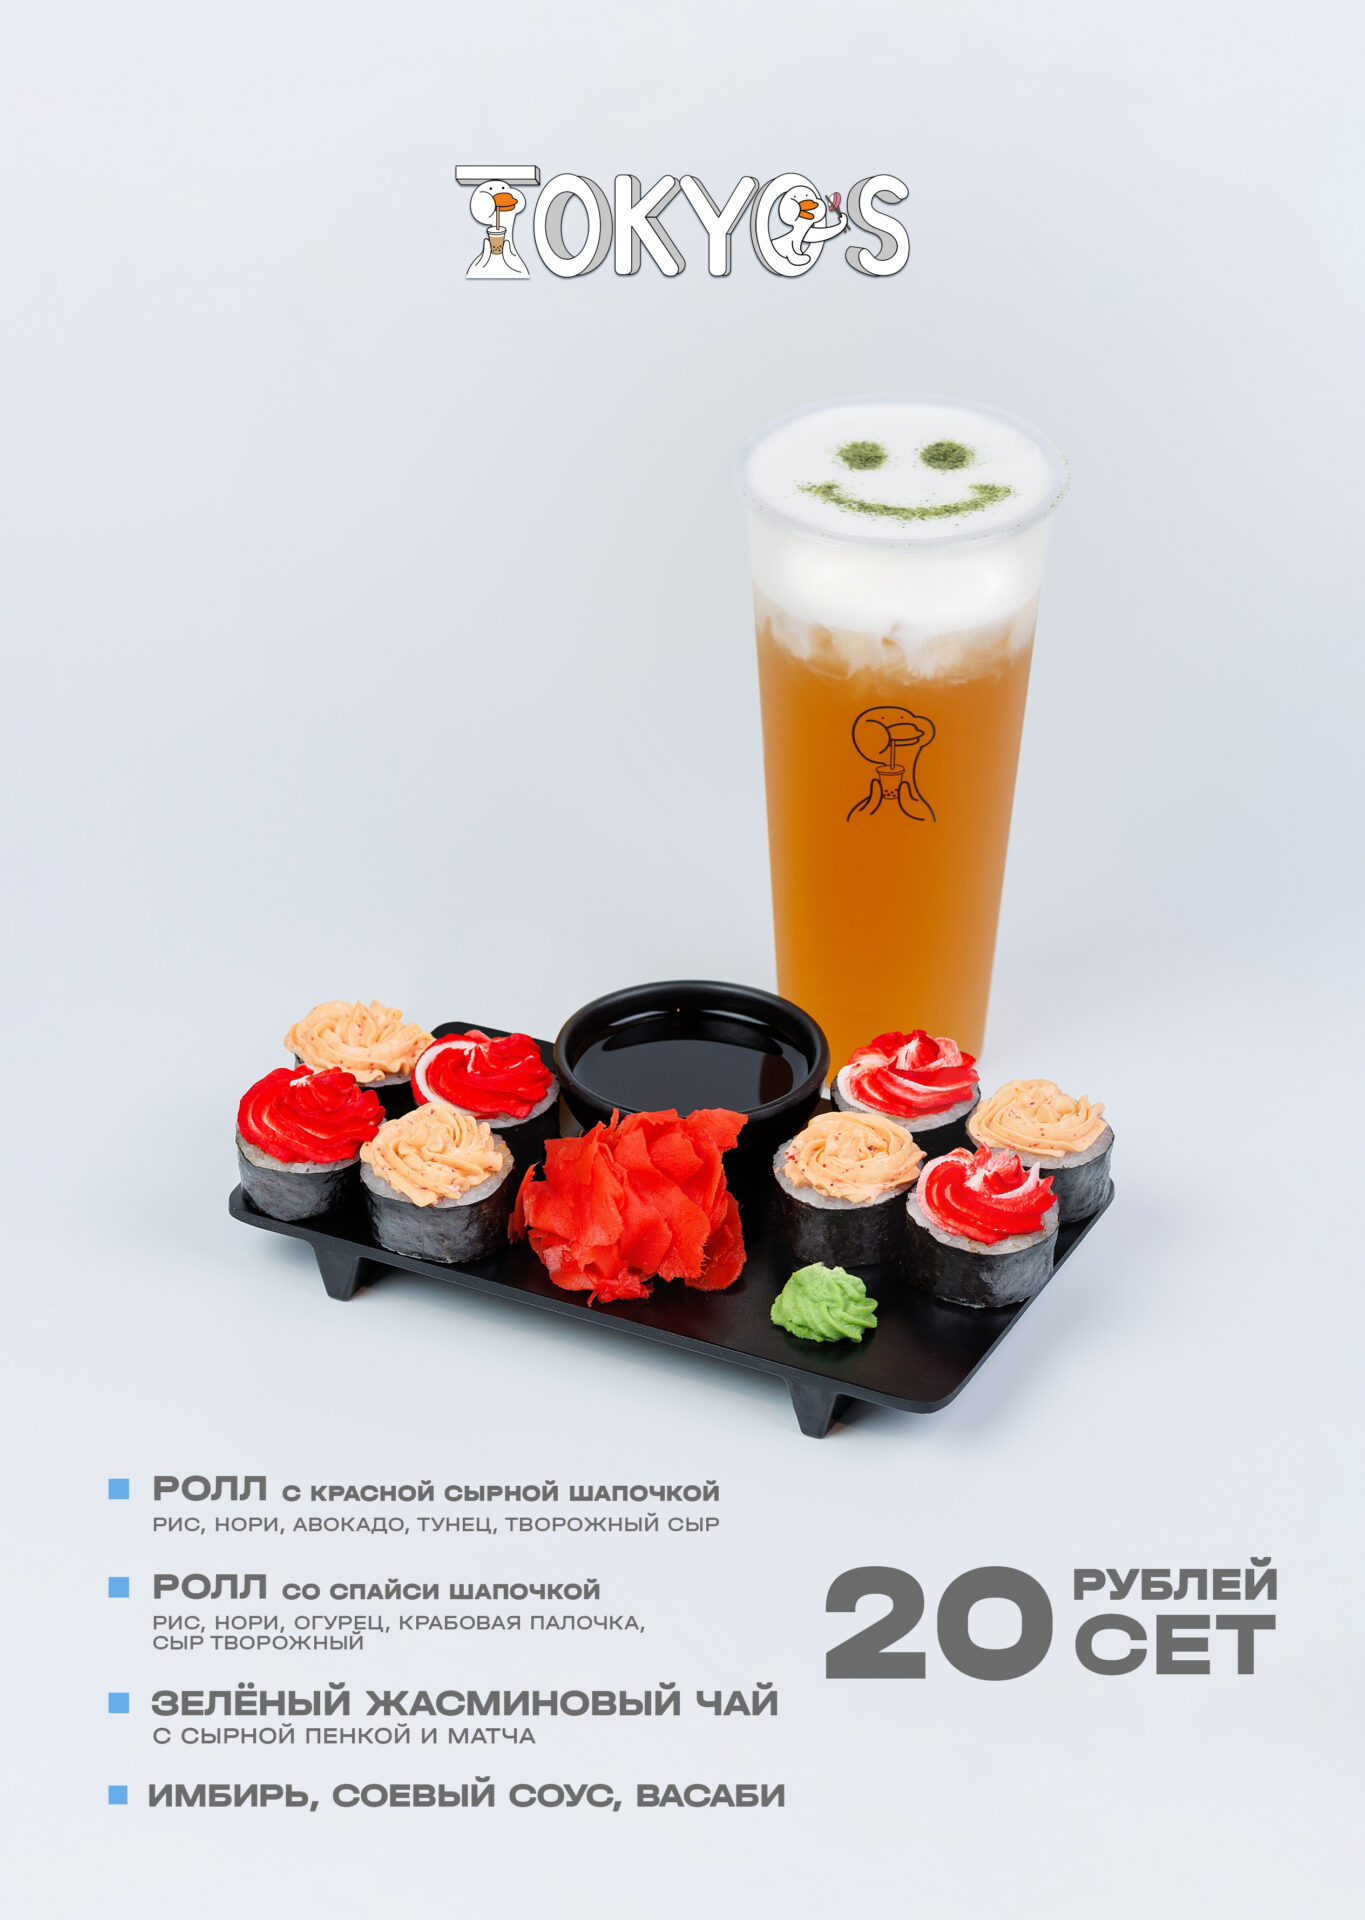 TOKYO'S
РОЛЛ С КРАСНОЙ СЫРНОЙ ШАПОЧКОЙ
РИС, НОРИ, АВОКАДО, ТУНЕЦ, ТВОРОЖНЫЙ СЫР
РОЛЛ СО СПАЙСИ ШАПОЧКОЙ
РИС, НОРИ, ОГУРЕЦ, КРАБОВАЯ ПАЛОЧКА,
СЫР ТВОРОЖНЫЙ
ЗЕЛЁНЫЙ ЖАСМИНОВЫЙ ЧАЙ
С СЫРНОЙ ПЕНКОЙ И МАТЧА
ИМБИРЬ, СОЕВЫЙ СОУС, ВАСАБИ
20 РУБЛЕЙ
СЕТ